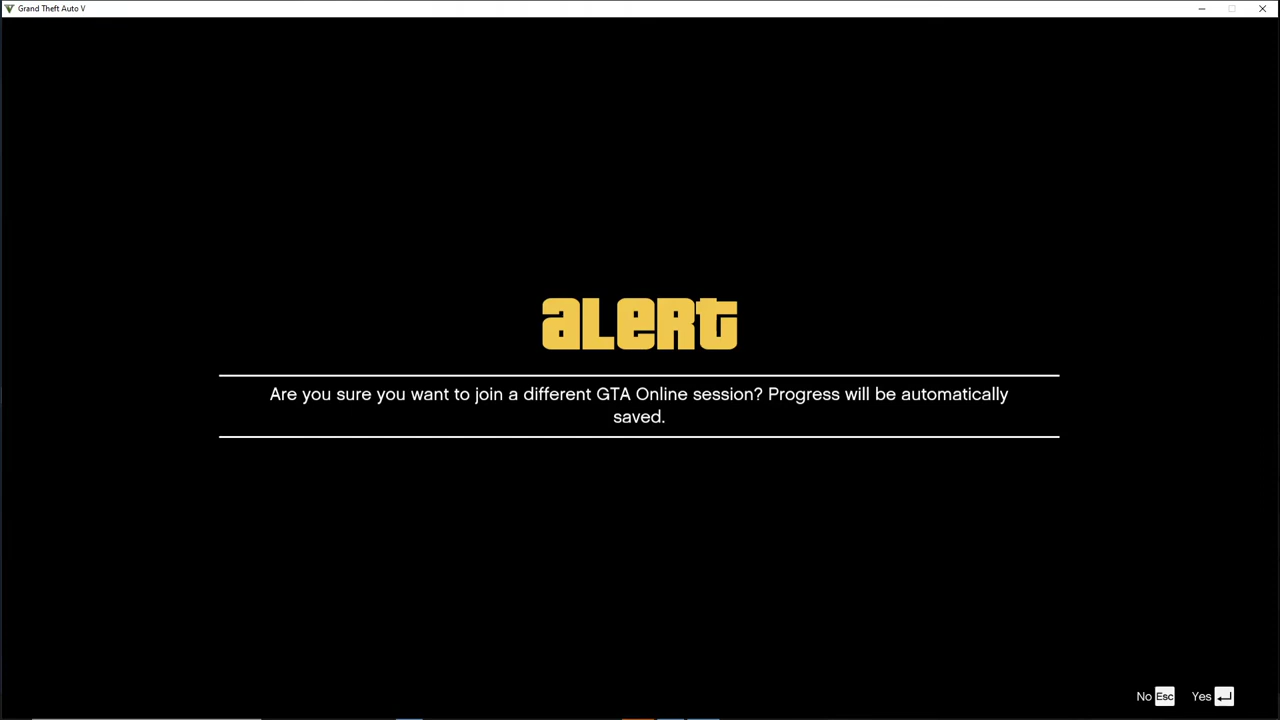 Grand Theft Auto V
alert
Are you sure you want to join a different GTA Online session? Progress will be automatically
saved.
No Esc Yes